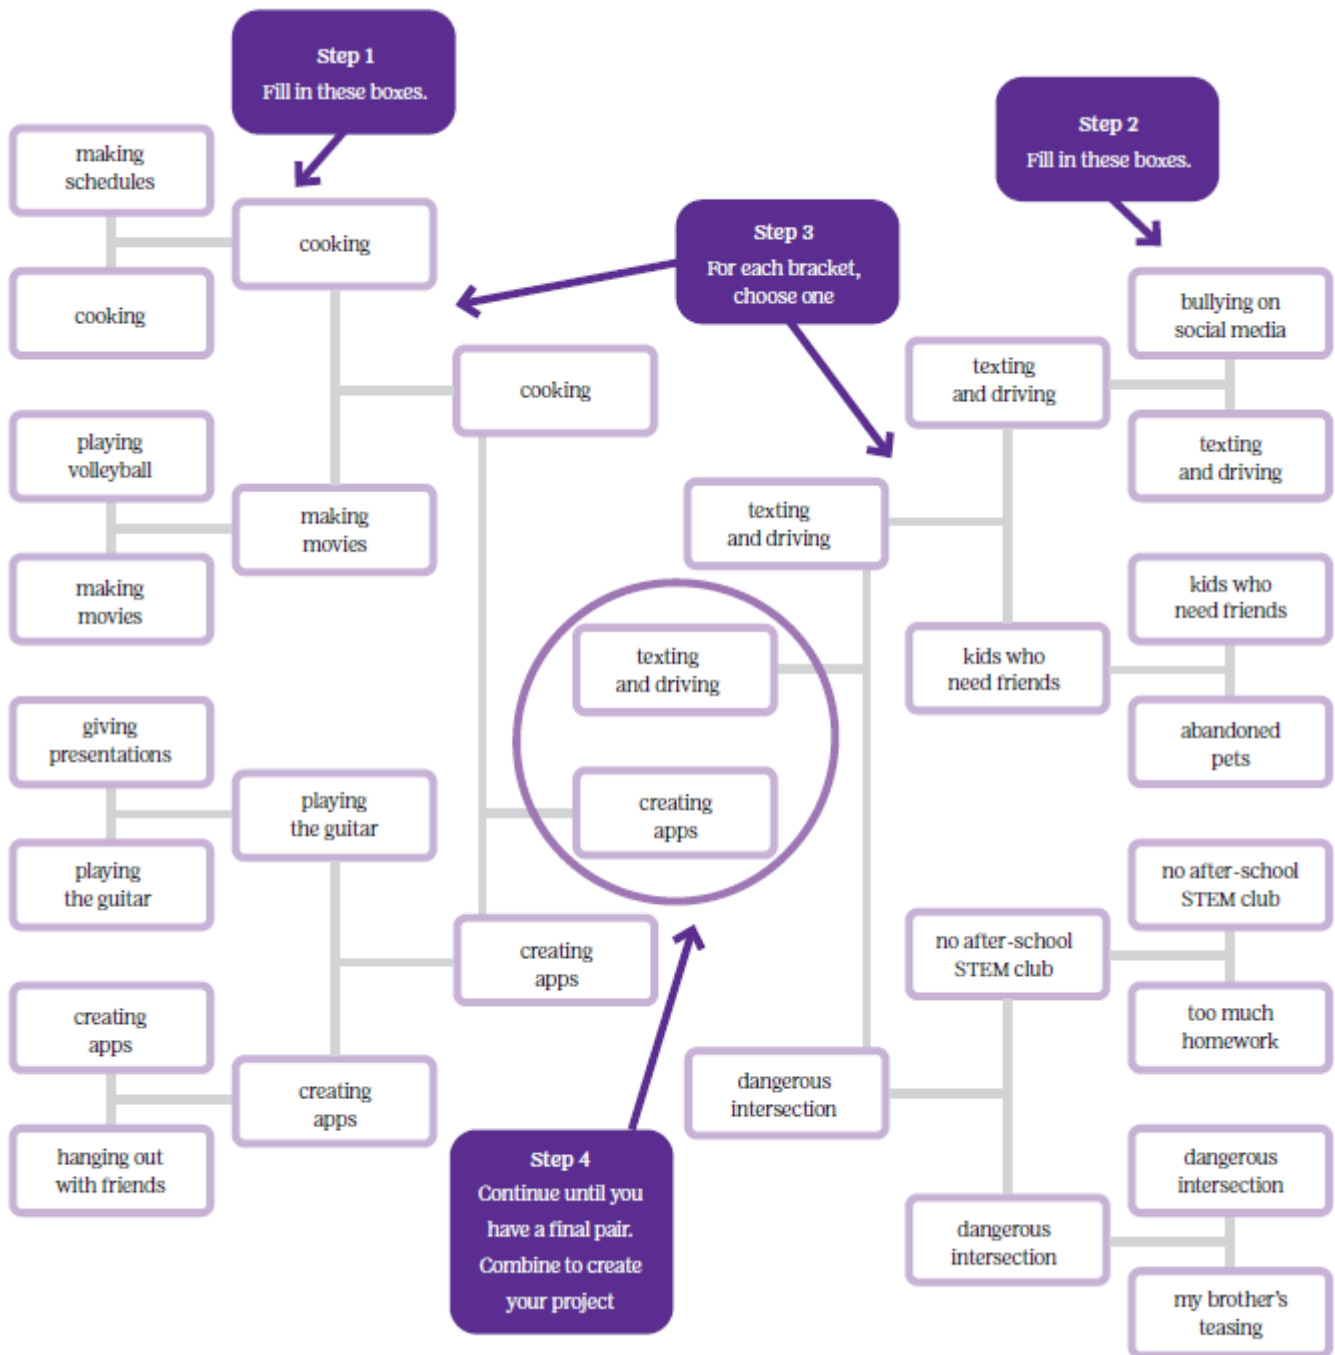 Step 1
Fill in these boxes.
making
schedules
cooking
cooking
playing
volleyball
making
movies
making
movies
cooking
giving
presentations
playing
the guitar
playing
the guitar
creating
apps
hanging out
with friends
creating
apps
creating
apps
Step 3
For each bracket,
choose one
Step 2
Fill in these boxes.
bullying on
social media
texting
and driving
texting
and driving
kids who
need friends
abandoned
pets
kids who
need friends
texting
and driving
no after-school
STEM club
too much
homework
no after-school
STEM club
dangerous
intersection
my brother's
teasing
dangerous
intersection
dangerous
intersection
texting
and driving
creating
apps
Step 4
Continue until you
have a final pair.
Combine to create
your project